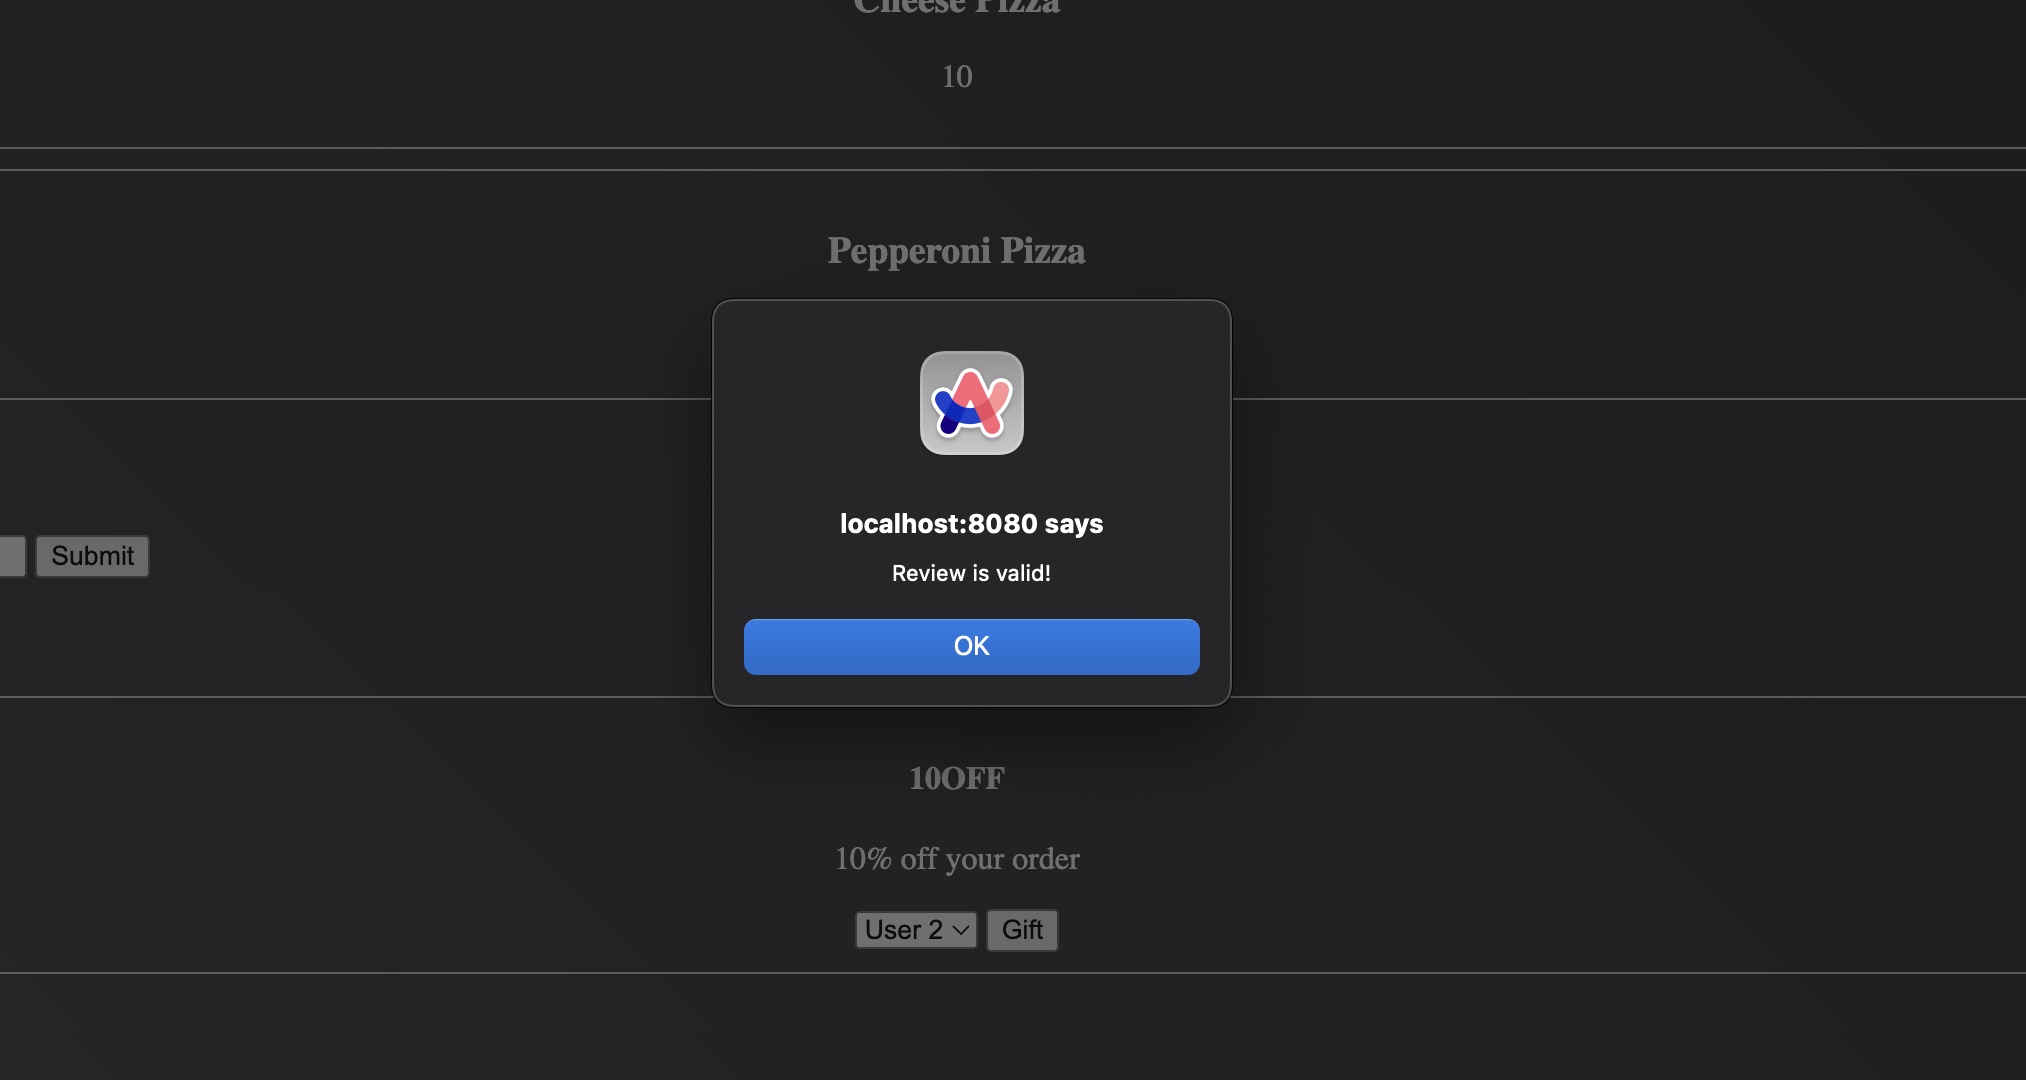 Cheese Pizza
10
Pepperoni Pizza
localhost:8080 says
Review is valid!
OK
Submit
10OFF
10% off your order
User 2 Gift